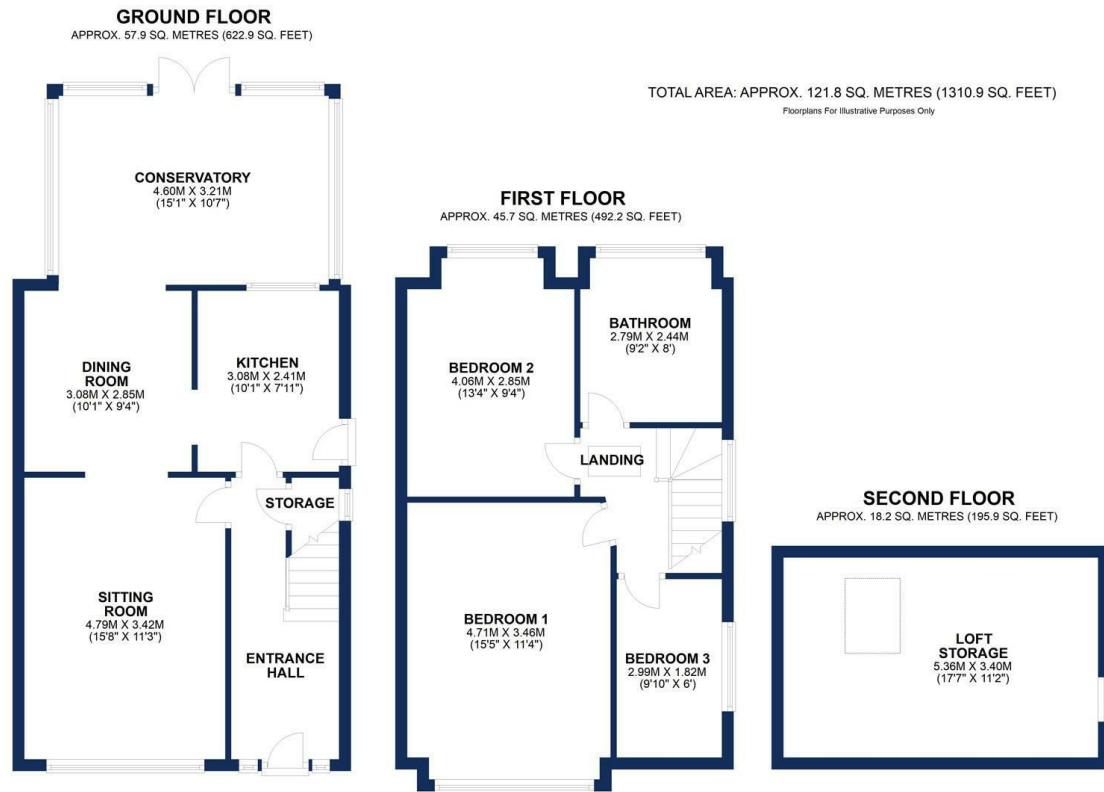 GROUND FLOOR
APPROX. 57.9 SQ. METRES (622.9 SQ. FEET)
TOTAL AREA: APPROX. 121.8 SQ. METRES (1310.9 SQ. FEET)
Floorplans For Illustrative Purposes Only
CONSERVATORY
4.60M X 3.21M
(15'1" X 10'7")
DINING
ROOM
3.08M X 2.85M
(10'1" X 9'4")
KITCHEN
3.08M X 2.41M
(10'1" X 7'11")
STORAGE
SITTING
ROOM
4.79M X 3.42M
(15'8" X 11'3")
ENTRANCE
HALL
FIRST FLOOR
APPROX. 45.7 SQ. METRES (492.2 SQ. FEET)
BEDROOM 2
4.06M X 2.85M
(13'4" X 9'4")
BATHROOM
2.79M X 2.44M
(9'2" X 8')
LANDING
BEDROOM 1
4.71M X 3.46M
(15'5" X 11'4")
BEDROOM 3
2.99M X 1.82M
(9'10" X 6')
SECOND FLOOR
APPROX. 18.2 SQ. METRES (195.9 SQ. FEET)
LOFT
STORAGE
5.36M X 3.40M
(17'7" X 11'2")